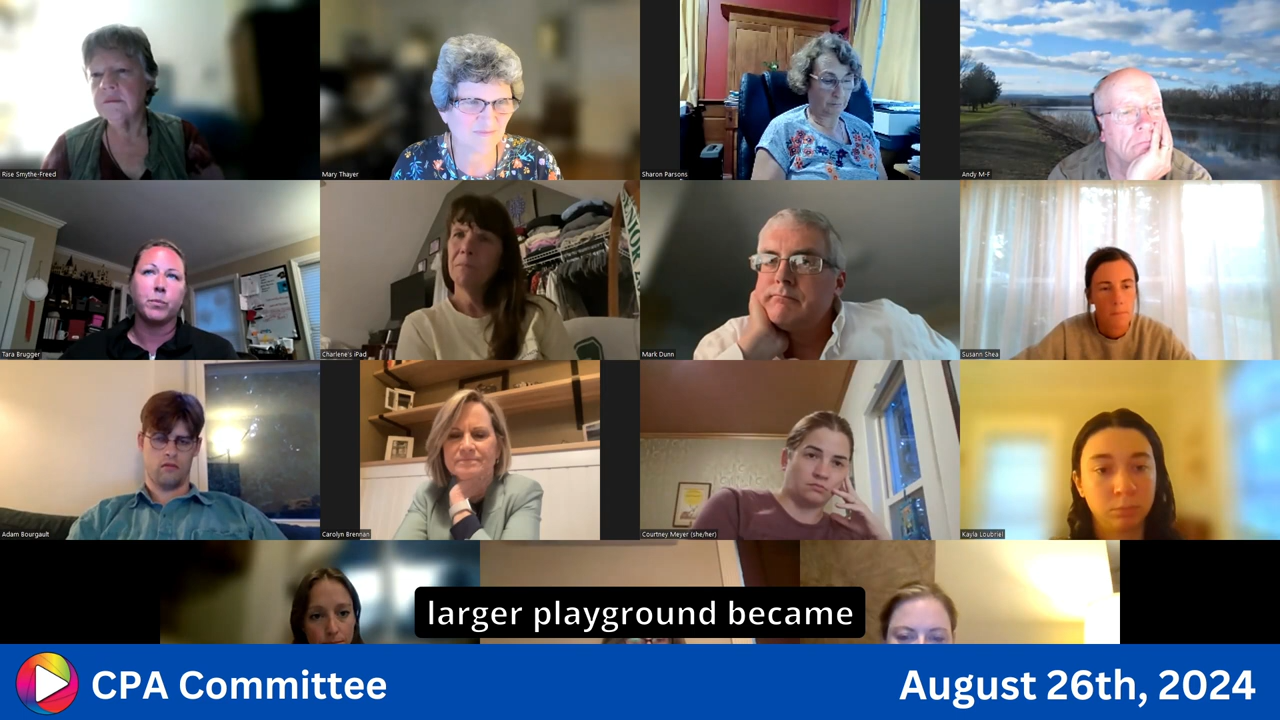 Rise Smythe-Freed
Mary Thayer
Sharon Parsons
Andy M-F
Tara Brugger
Charlene's iPad
Mark Dunn
Susann Shea
Adam Bourgault
Carolyn Brennan
Courtney Meyer (she/her)
Kayla Loubriel
larger playground became
CPA Committee
August 26th, 2024